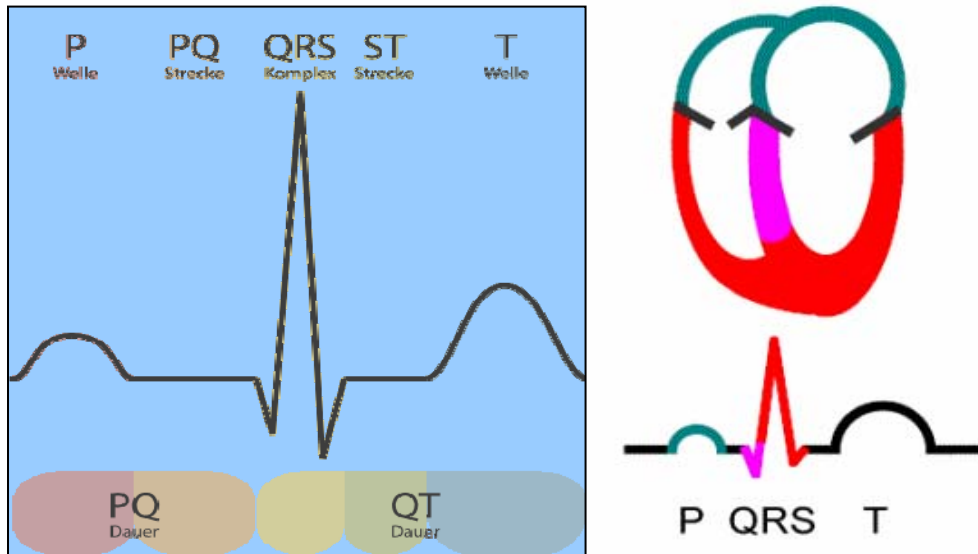 P PQ QRS ST T
Welle Strecke Komplex Strecke Welle
PQ QT
Dauer Dauer
P QRS T